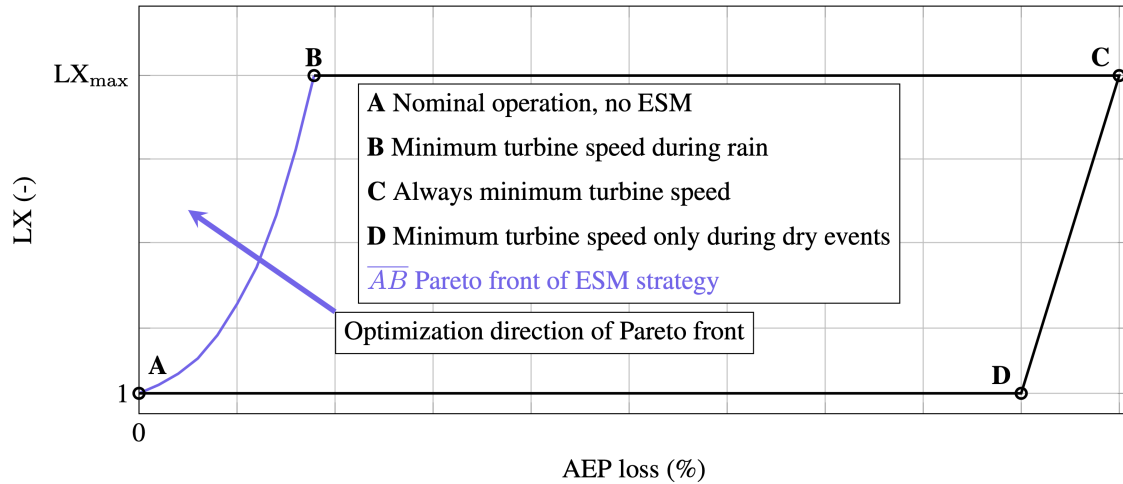 B
C
LXmax
A Nominal operation, no ESM
B Minimum turbine speed during rain
C Always minimum turbine speed
D Minimum turbine speed only during dry events
AB Pareto front of ESM strategy
LX (-)
Optimization direction of Pareto front
A
D
1
0
AEP loss (%)